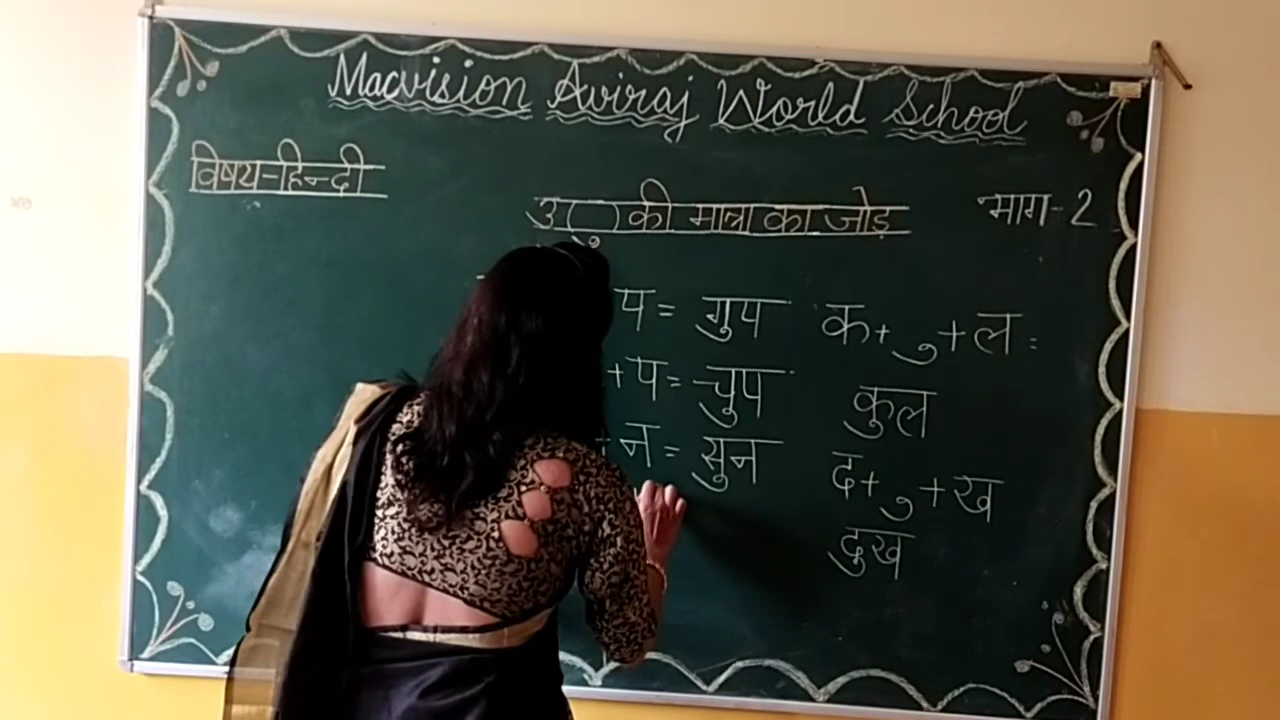 Macvision Aviraj World School
विषय-हिन्दी
उ ( ु ) की मात्रा का जोड़
भाग-2
प = गुप
+ प = चुप
+ न = सुन
क + ु + ल =
कुल
द + ु + ख
दुख